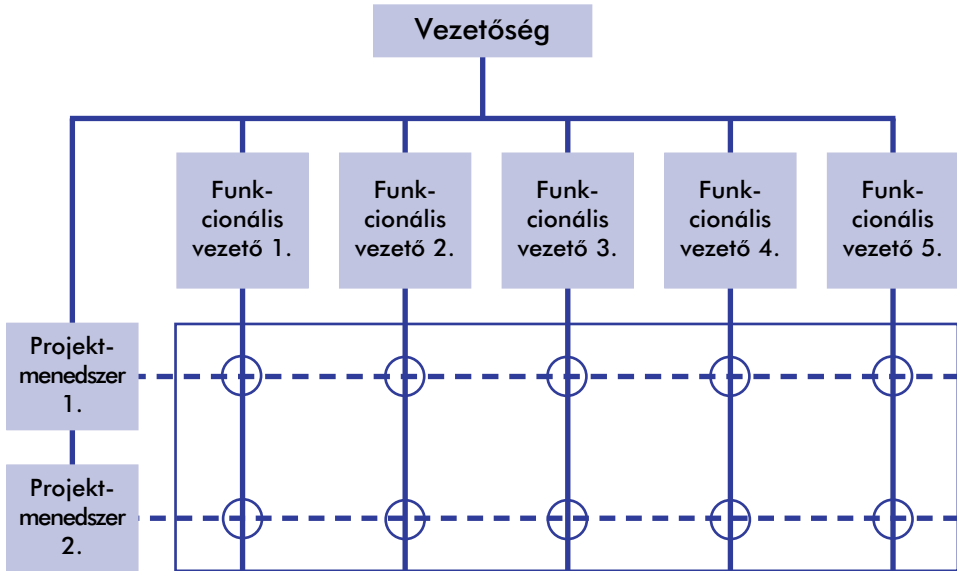 Vezetőség
Funk-
cionális
vezető 1.
Funk-
cionális
vezető 2.
Funk-
cionális
vezető 3.
Funk-
cionális
vezető 4.
Funk-
cionális
vezető 5.
Projekt-
menedszer
1.
Projekt-
menedszer
2.